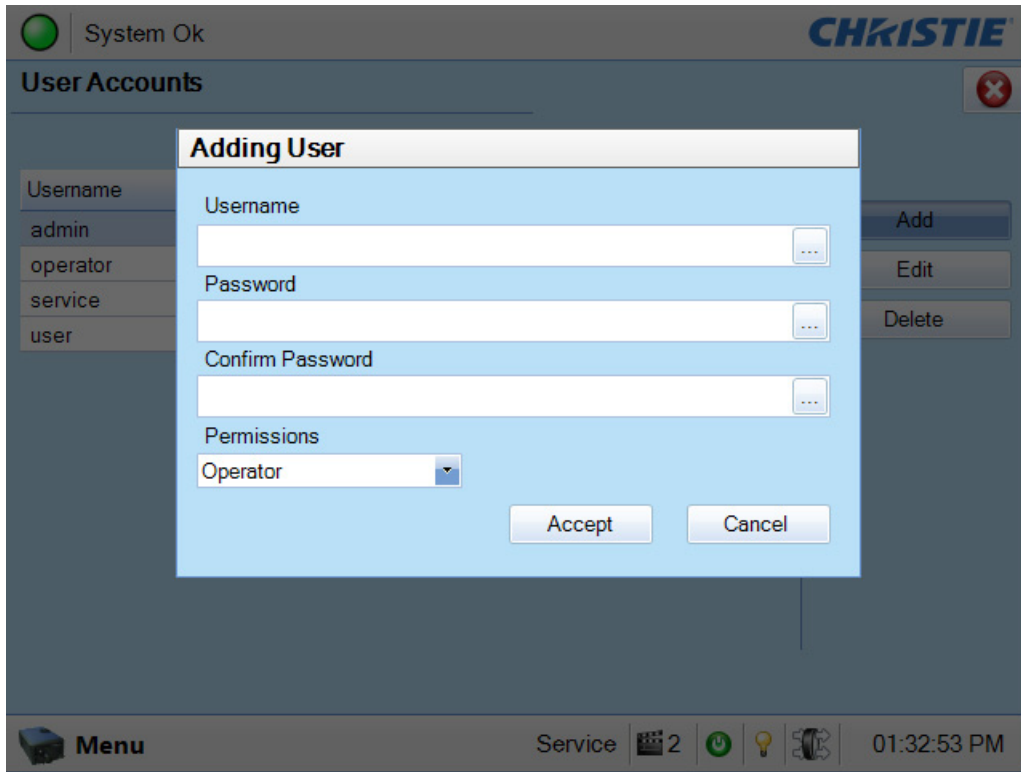 System Ok
CHRISTIE
User Accounts
Adding User
Username
admin
operator
service
user
Username
...
Password
...
Confirm Password
...
Permissions
Operator
Accept
Cancel
Add
Edit
Delete
Menu
Service
2
01:32:53 PM